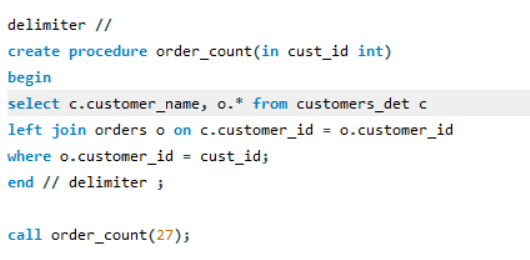 delimiter //
create procedure order_count(in cust_id int)
begin
select c.customer_name, o.* from customers_det c
left join orders o on c.customer_id = o.customer_id
where o.customer_id = cust_id;
end // delimiter ;
call order_count(27);